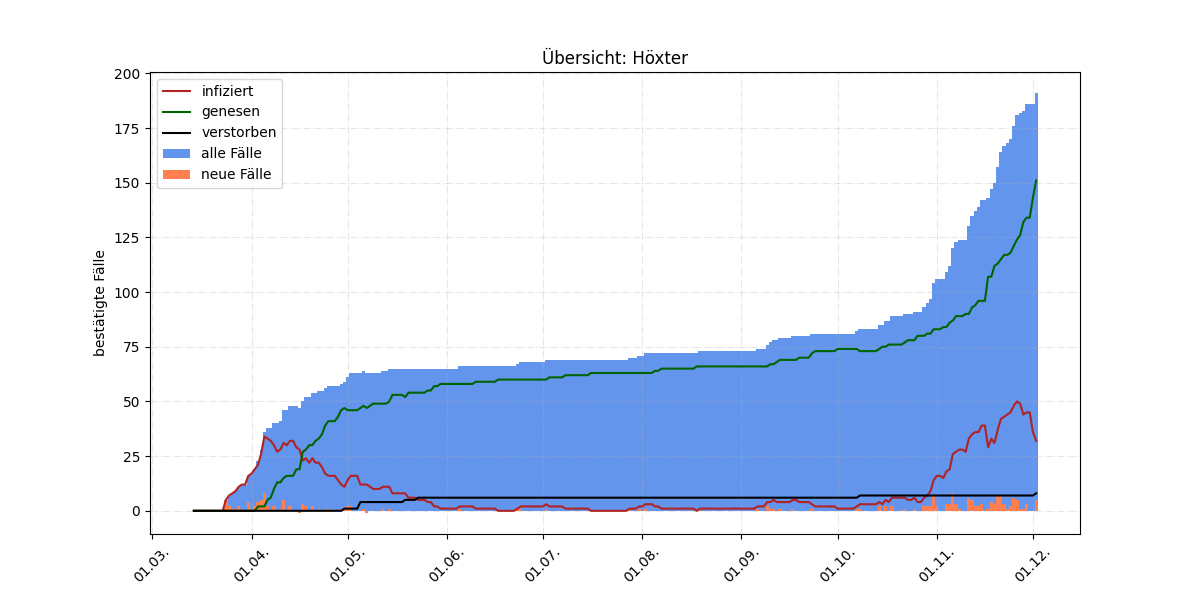 Übersicht: Höxter
infiziert
genesen
verstorben
alle Fälle
neue Fälle
bestätigte Fälle
200
175
150
125
100
75
50
25
0
01.03.
01.04.
01.05.
01.06.
01.07.
01.08.
01.09.
01.10.
01.11.
01.12.